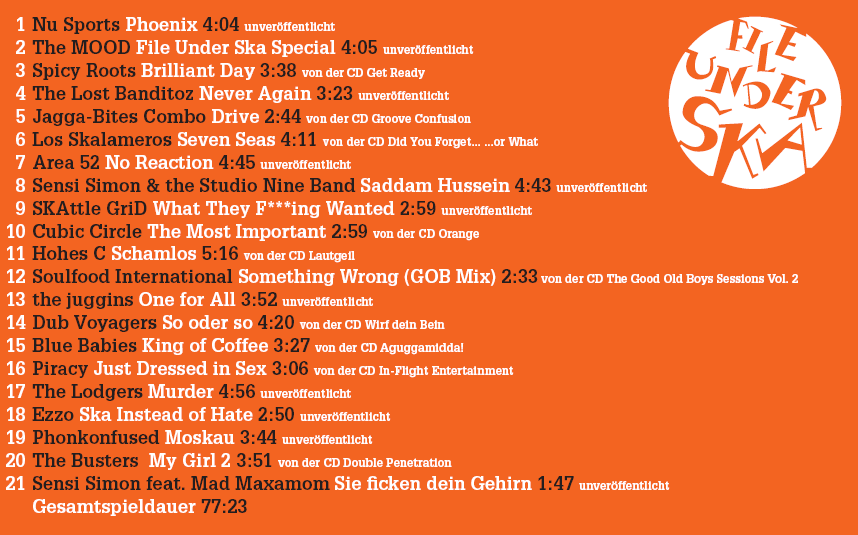 1 Nu Sports Phoenix 4:04 unveröffentlicht
2 The MOOD File Under Ska Special 4:05 unveröffentlicht
3 Spicy Roots Brilliant Day 3:38 von der CD Get Ready
4 The Lost Banditoz Never Again 3:23 unveröffentlicht
5 Jagga-Bites Combo Drive 2:44 von der CD Groove Confusion
6 Los Skalameros Seven Seas 4:11 von der CD Did You Forget... ...or What
7 Area 52 No Reaction 4:45 unveröffentlicht
8 Sensi Simon & the Studio Nine Band Saddam Hussein 4:43 unveröffentlicht
9 SKAttle GriD What They F***ing Wanted 2:59 unveröffentlicht
10 Cubic Circle The Most Important 2:59 von der CD Orange
11 Hohes C Schamlos 5:16 von der CD Lautgeil
12 Soulfood International Something Wrong (GOB Mix) 2:33 von der CD The Good Old Boys Sessions Vol. 2
13 the juggins One for All 3:52 unveröffentlicht
14 Dub Voyagers So oder so 4:20 von der CD Wirf dein Bein
15 Blue Babies King of Coffee 3:27 von der CD Aguggamidda!
16 Piracy Just Dressed in Sex 3:06 von der CD In-Flight Entertainment
17 The Lodgers Murder 4:56 unveröffentlicht
18 Ezzo Ska Instead of Hate 2:50 unveröffentlicht
19 Phonkonfused Moskau 3:44 unveröffentlicht
20 The Busters My Girl 2 3:51 von der CD Double Penetration
21 Sensi Simon feat. Mad Maxamom Sie ficken dein Gehirn 1:47 unveröffentlicht
Gesamtspieldauer 77:23
FILE
UNDER
SKA